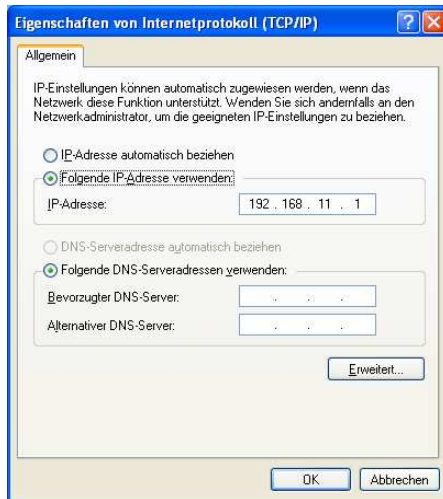 Eigenschaften von Internetprotokoll (TCP/IP)
Allgemein
IP-Einstellungen können automatisch zugewiesen werden, wenn das
Netzwerk diese Funktion unterstützt. Wenden Sie sich andernfalls an den
Netzwerkadministrator, um die geeigneten IP-Einstellungen zu beziehen.
IP-Adresse automatisch beziehen
Folgende IP-Adresse verwenden:
IP-Adresse: 192 . 168 . 11 . 1
DNS-Serveradresse automatisch beziehen
Folgende DNS-Serveradressen verwenden:
Bevorzugter DNS-Server: . . .
Alternativer DNS-Server: . . .
Erweitert...
OK Abbrechen